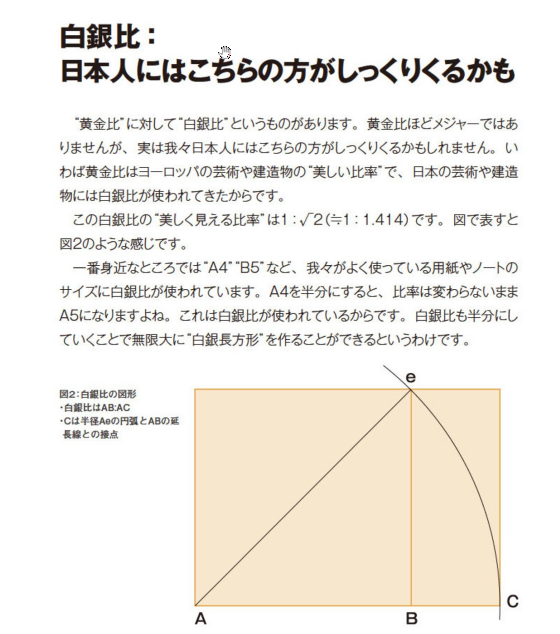 白銀比：
日本人にはこちらの方がしっくりくるかも
“黄金比”に対して“白銀比”というものがあります。黄金比ほどメジャーではあ
りませんが、実は我々日本人にはこちらの方がしっくりくるかもしれません。い
わば黄金比はヨーロッパの芸術や建造物の“美しい比率”で、日本の芸術や建造
物には白銀比が使われてきたからです。
この白銀比の“美しく見える比率”は1：√2（≒1：1.414）です。図で表すと
図2のような感じです。
一番身近なところでは“A4”“B5”など、我々がよく使っている用紙やノートの
サイズに白銀比が使われています。A4を半分にすると、比率は変わらないまま
A5になりますよね。これは白銀比が使われているからです。白銀比も半分にし
ていくことで無限大に“白銀長方形”を作ることができるというわけです。
図2：白銀比の図形
・白銀比はAB:AC
・Cは半径Aeの円弧とABの延
長線との接点
e
A
B
C